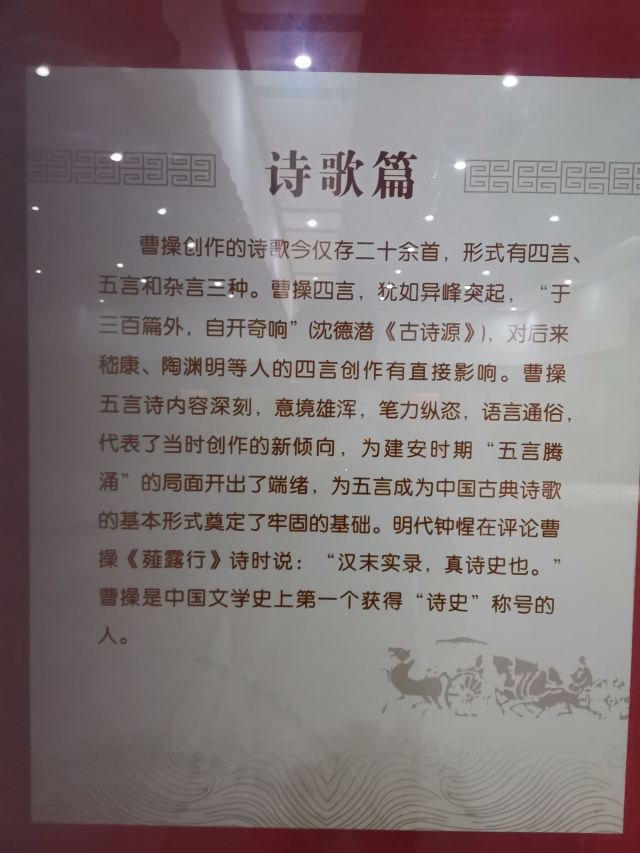 诗歌篇
曹操创作的诗歌今仅存二十余首，形式有四言、
五言和杂言三种。曹操四言，犹如异峰突起，“于
三百篇外，自开奇响”(沈德潜《古诗源》)，对后来
嵇康、陶渊明等人的四言创作有直接影响。曹操
五言诗内容深刻，意境雄浑，笔力纵恣，语言通俗，
代表了当时创作的新倾向，为建安时期“五言腾
涌”的局面开出了端绪，为五言成为中国古典诗歌
的基本形式奠定了牢固的基础。明代钟惺在评论曹
操《薤露行》诗时说：“汉末实录，真诗史也。”
曹操是中国文学史上第一个获得“诗史”称号的
人。